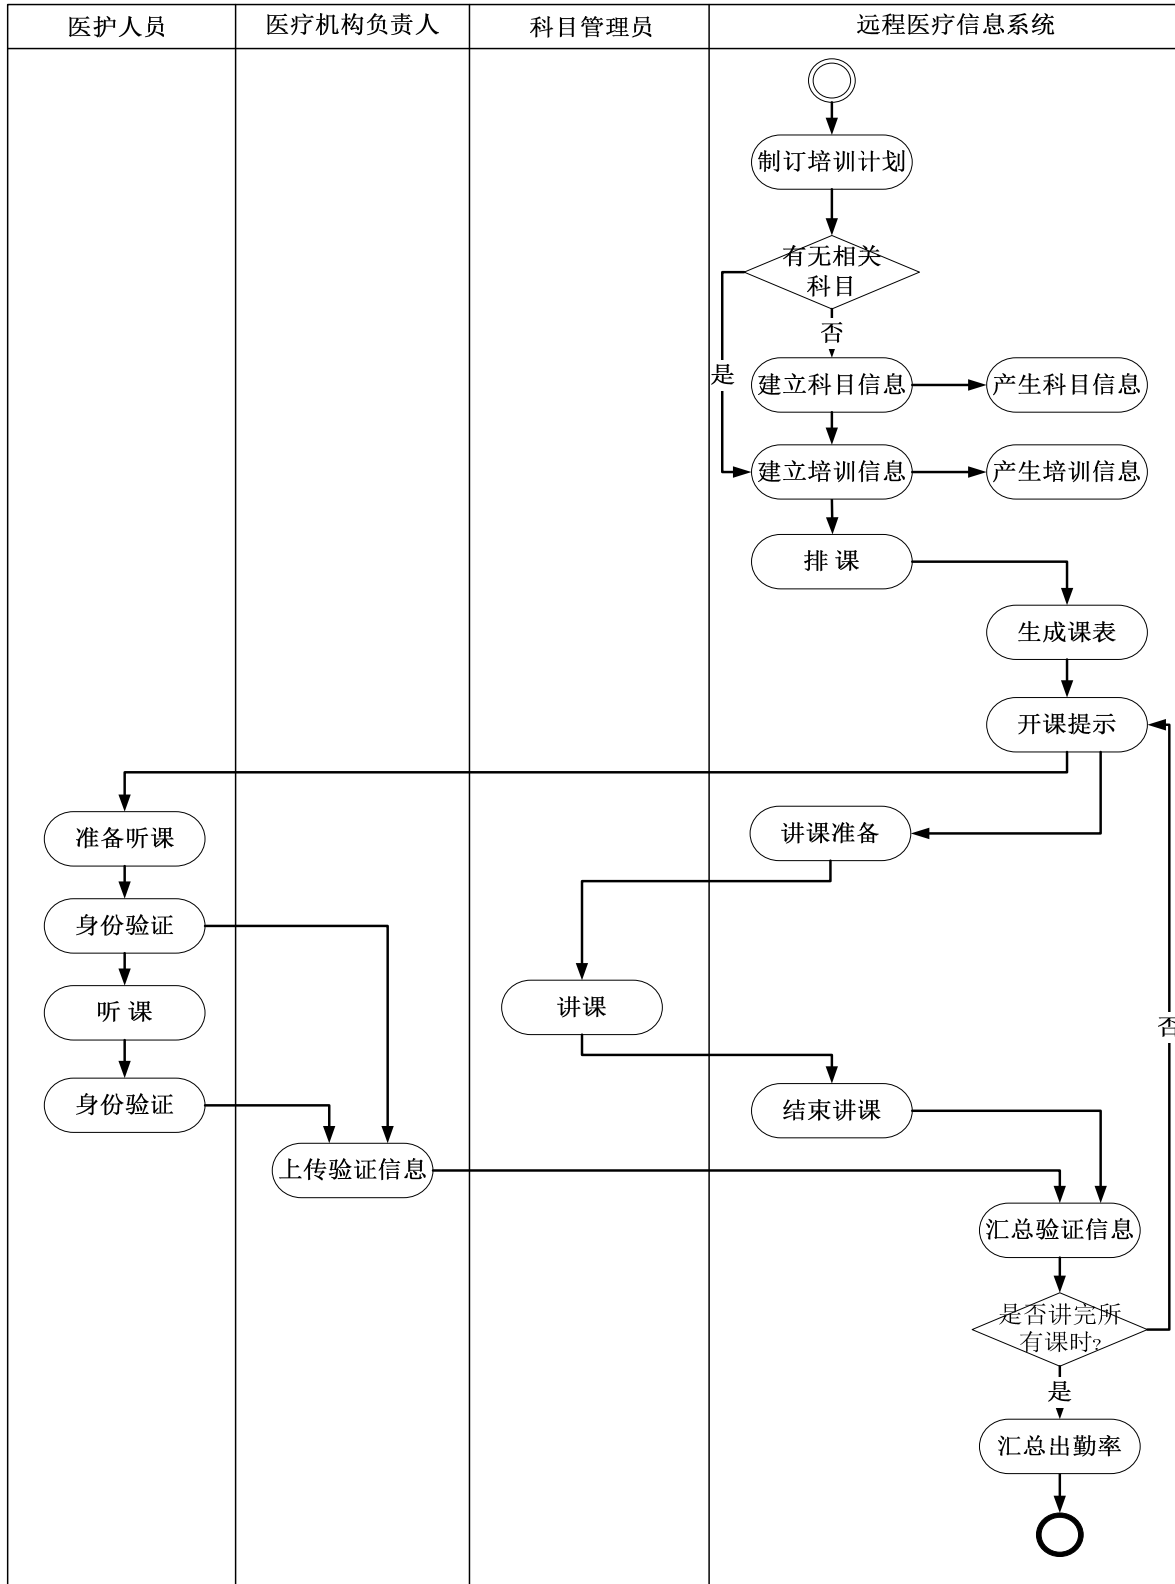 医护人员
医疗机构负责人
科目管理员
远程医疗信息系统
制订培训计划
有无相关
科目
否
是
建立科目信息
产生科目信息
建立培训信息
产生培训信息
排 课
生成课表
开课提示
准备听课
讲课准备
身份验证
听 课
讲课
否
身份验证
结束讲课
上传验证信息
汇总验证信息
是否讲完所
有课时?
是
汇总出勤率